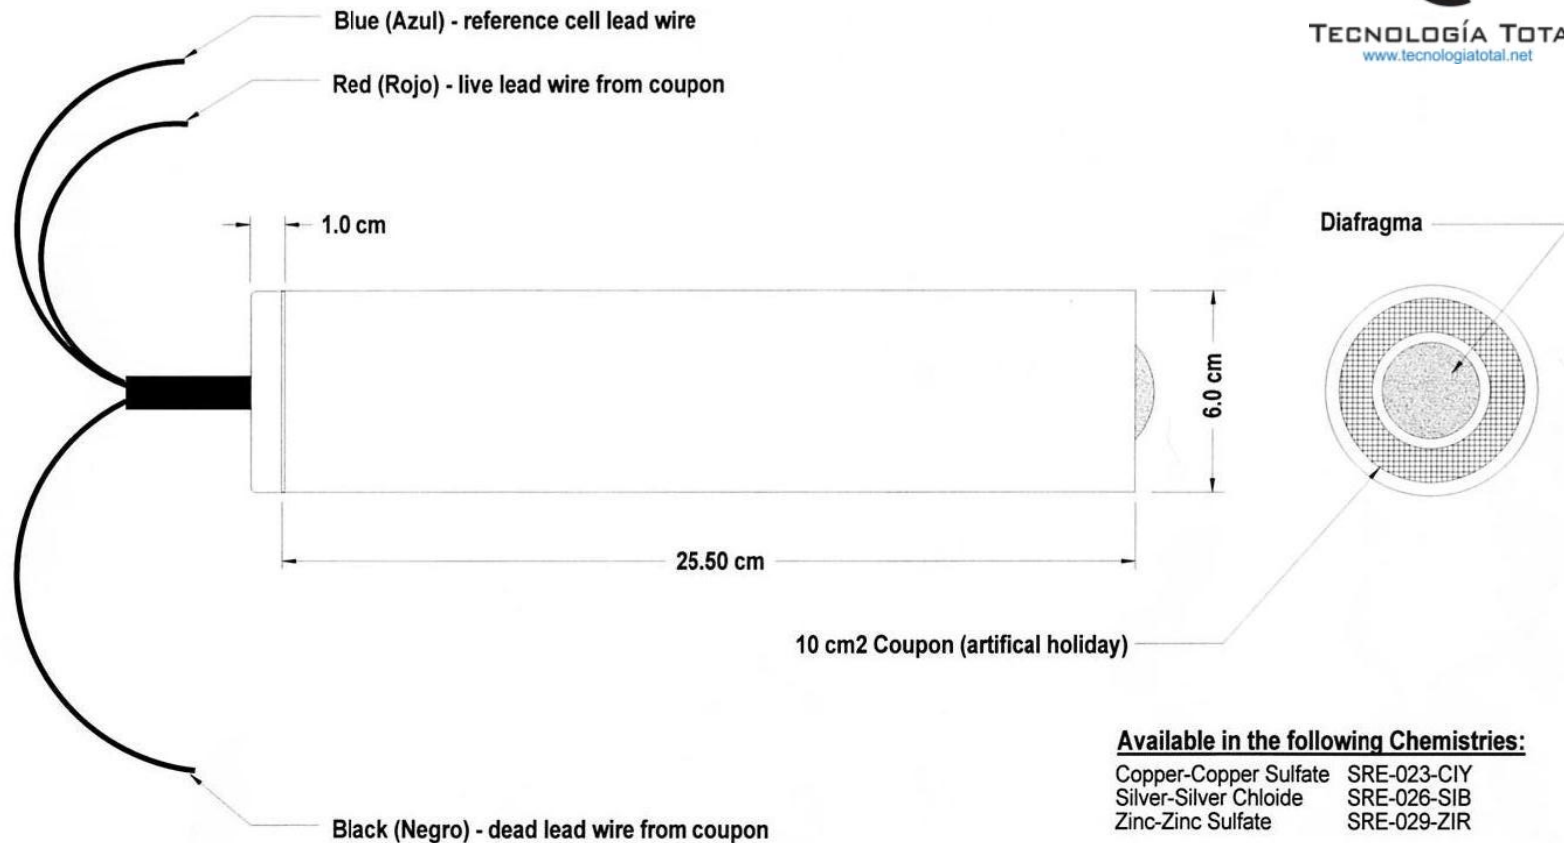 Blue (Azul) - reference cell lead wire
TECNOLOGÍA TOTA
www.tecnologiatotal.net
Red (Rojo) - live lead wire from coupon
1.0 cm
Diafragma
6.0 cm
25.50 cm
10 cm2 Coupon (artifical holiday)
Available in the following Chemistries:
Copper-Copper Sulfate SRE-023-CIY
Silver-Silver Chloide SRE-026-SIB
Zinc-Zinc Sulfate SRE-029-ZIR
Black (Negro) - dead lead wire from coupon